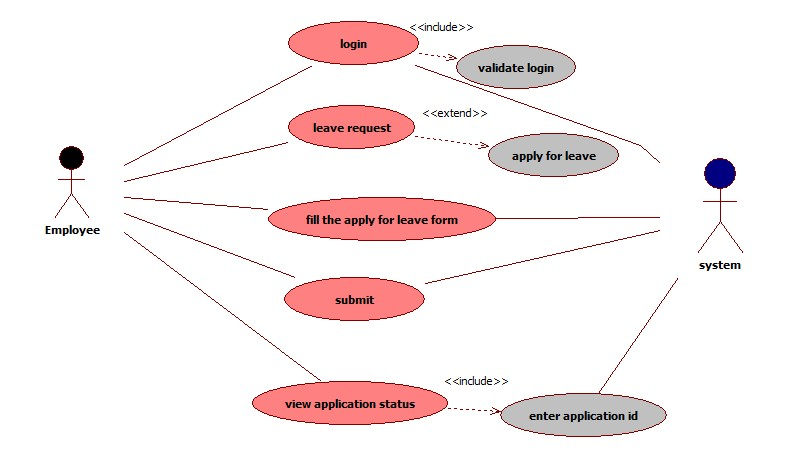 <<include>>
login
validate login
<<extend>>
leave request
apply for leave
fill the apply for leave form
Employee
system
submit
<<include>>
view application status
enter application id